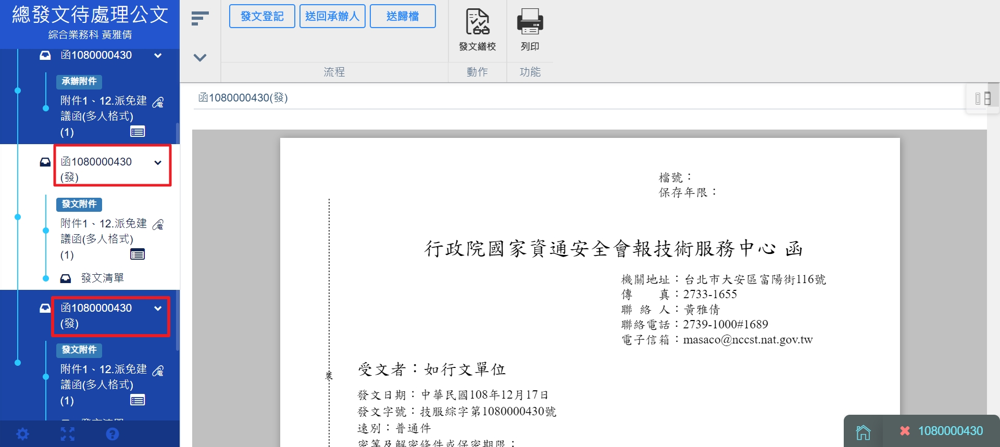 總發文待處理公文
綜合業務科 黃雅倩
函1080000430
承辦附件
附件1、12.派免建
議函(多人格式)
(1)
函1080000430
(發)
發文附件
附件1、12.派免建
議函(多人格式)
(1)
發文清單
函1080000430
(發)
發文附件
附件1、12.派免建
議函(多人格式)
(1)
發文登記 送回承辦人 送歸檔
流程
發文繕校
動作
列印
功能
函1080000430(發)
檔號：
保存年限：
行政院國家資通安全會報技術服務中心 函
機關地址：台北市大安區富陽街116號
傳　　真：2733-1655
聯 絡 人：黃雅倩
聯絡電話：2739-1000#1689
電子信箱：masaco@nccst.nat.gov.tw
裝
受文者：如行文單位
發文日期：中華民國108年12月17日
發文字號：技服綜字第1080000430號
速別：普通件
密等及解密條件或保密期限：
1080000430